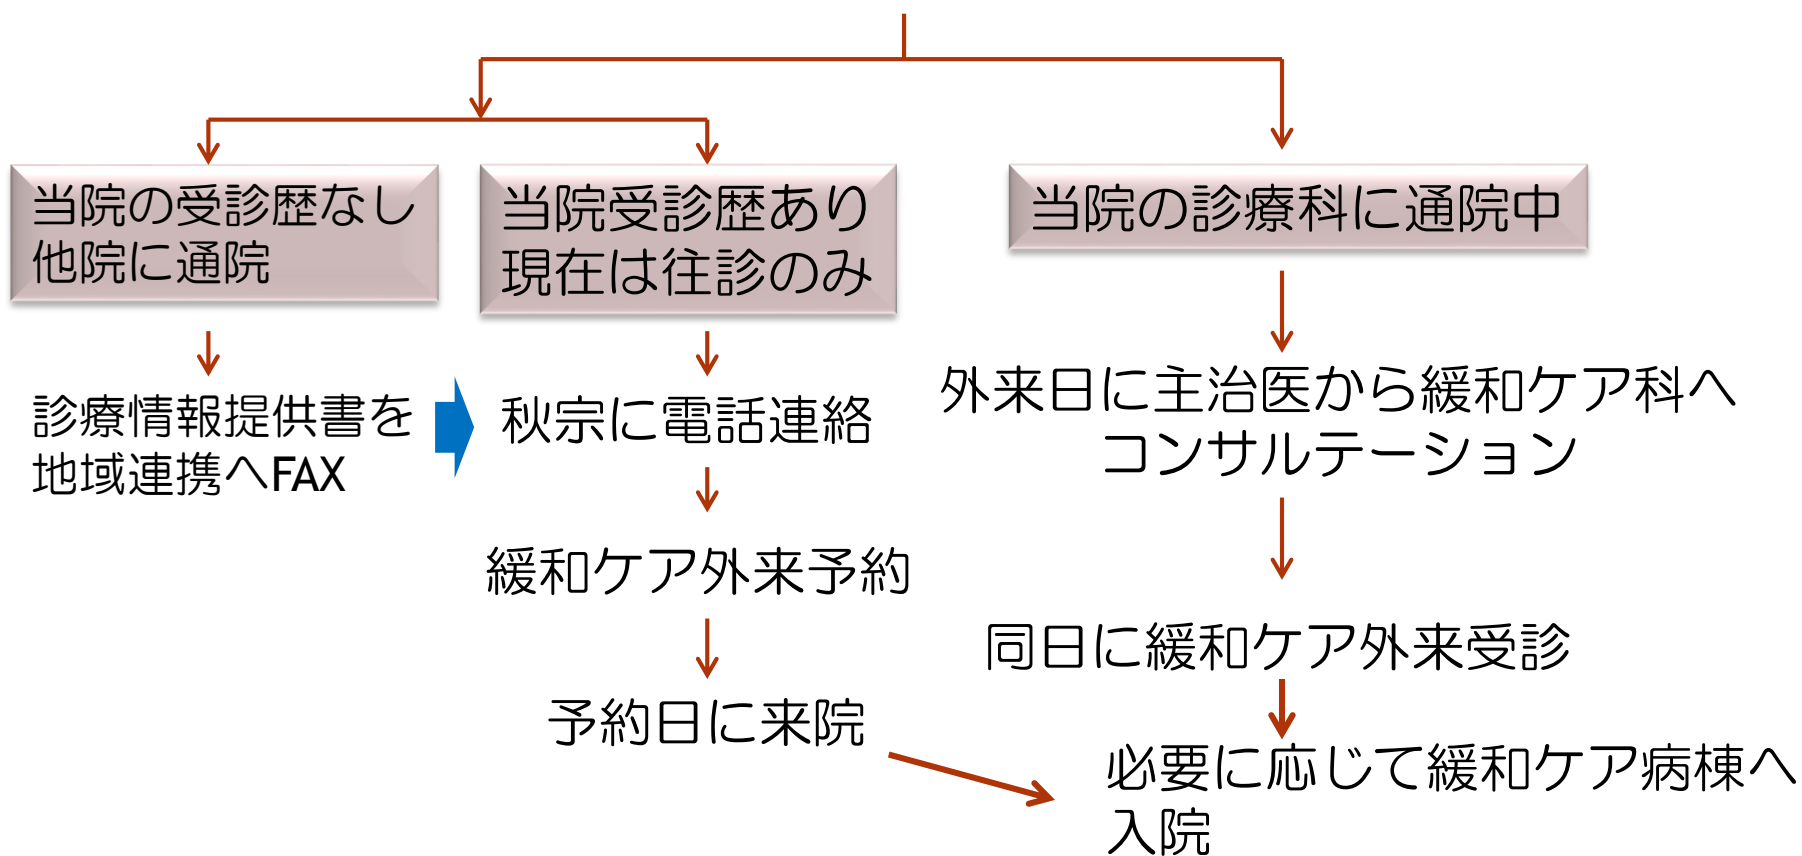 当院の受診歴なし
他院に通院
当院受診歴あり
現在は往診のみ
当院の診療科に通院中
診療情報提供書を
地域連携へFAX
秋宗に電話連絡
外来日に主治医から緩和ケア科へ
コンサルテーション
緩和ケア外来予約
同日に緩和ケア外来受診
予約日に来院
必要に応じて緩和ケア病棟へ
入院